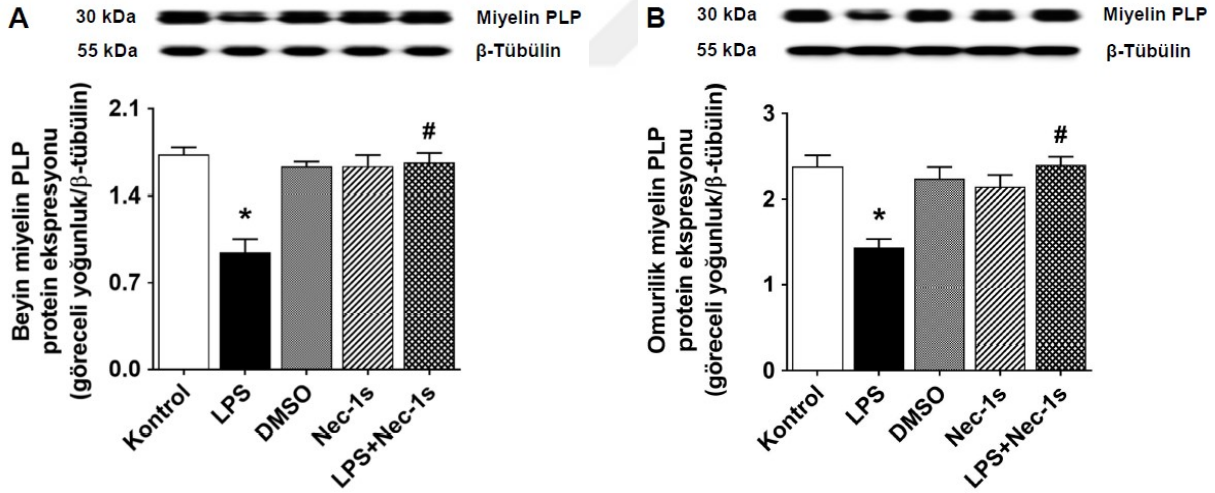 A
30 kDa
Miyelin PLP
55 kDa
β-Tübülin
Beyin miyelin PLP
protein ekspresyonu
(göreceli yoğunluk/β-tübülin)
2.1
1.4
0.7
0.0
*
#
Kontrol
LPS
DMSO
Nec-1s
LPS+Nec-1s
B
30 kDa
Miyelin PLP
55 kDa
β-Tübülin
Omurilik miyelin PLP
protein ekspresyonu
(göreceli yoğunluk/β-tübülin)
3
2
1
0
*
#
Kontrol
LPS
DMSO
Nec-1s
LPS+Nec-1s